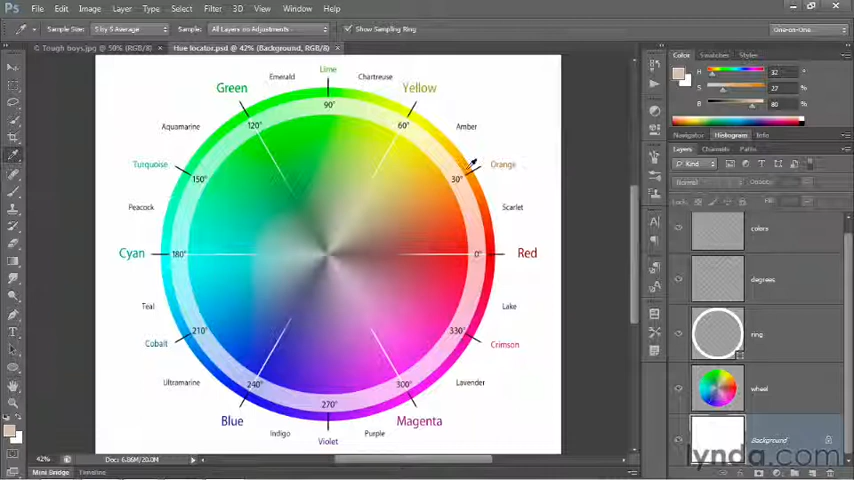 Ps File Edit Image Layer Type Select Filter 3D View Window Help
Sample Size: 5 by 5 Average Sample: All Layers no Adjustments Show Sampling Ring One-on-One...
Tough boys.jpg @ 50% (RGB/8) × Hue locator.psd @ 42% (Background, RGB/8) ×
Color Swatches Styles
H 32 °
S 27 %
B 80 %
Navigator Histogram Info
Layers Channels Paths
Kind
Normal Opacity:
Lock: Fill:
colors
degrees
ring
wheel
Background
Lime
Emerald Chartreuse
Green Yellow
90°
120° 60°
Aquamarine Amber
Turquoise Orange
150° 30°
Peacock Scarlet
Cyan 180° 0° Red
Teal Lake
210° 330°
Cobalt Crimson
Ultramarine Lavender
240° 300°
270°
Blue Magenta
Indigo Purple
Violet
42% Doc: 6.86M/20.0M
Mini Bridge Timeline
lynda.com